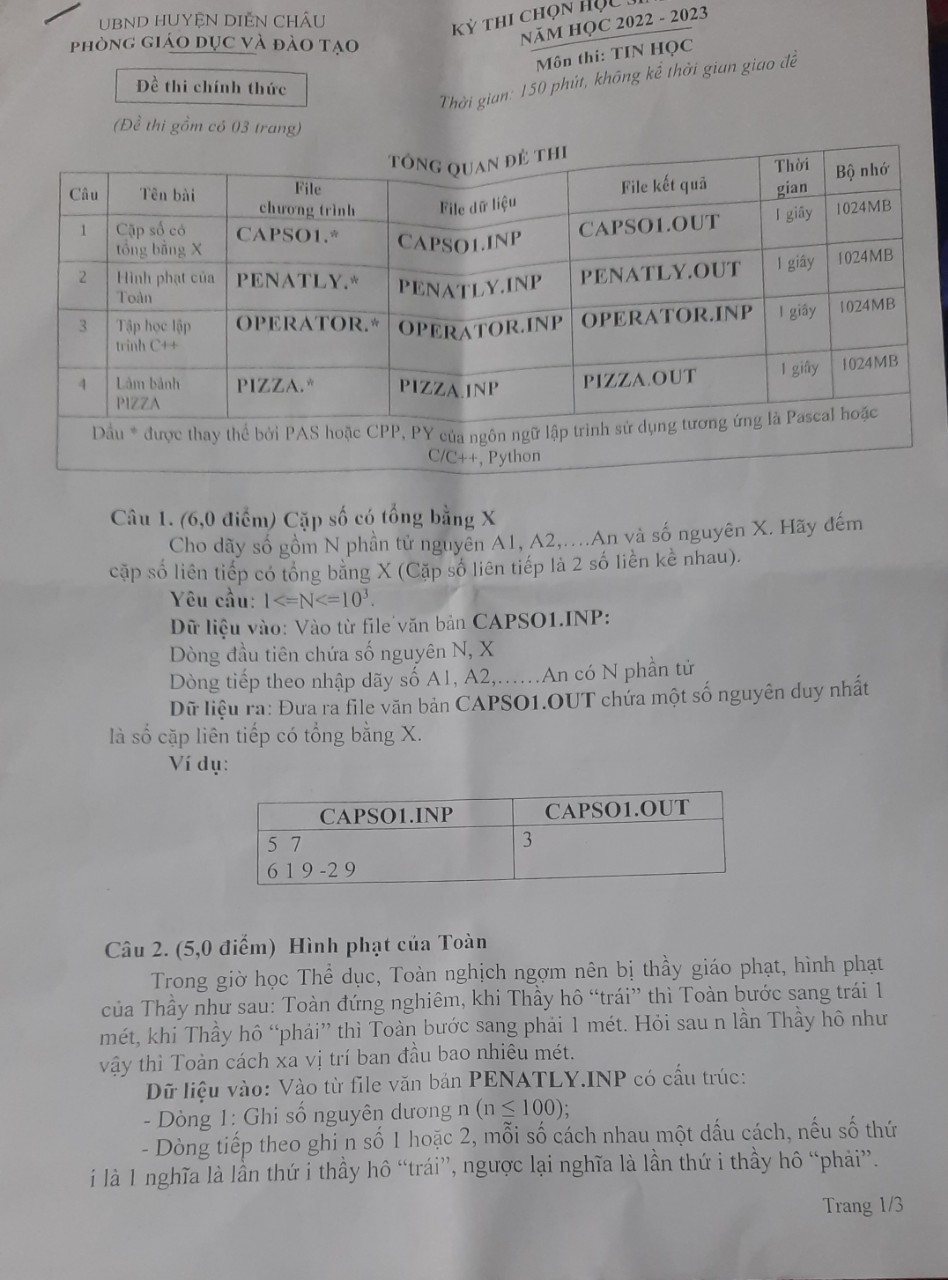 UBND HUYỆN DIỄN CHÂU
PHÒNG GIÁO DỤC VÀ ĐÀO TẠO
Đề thi chính thức
(Đề thi gồm có 03 trang)
KỲ THI CHỌN HỌC
NĂM HỌC 2022 - 2023
Môn thi: TIN HỌC
Thời gian: 150 phút, không kể thời gian giao đề
TỔNG QUAN ĐỀ THI
Câu Tên bài File chương trình File dữ liệu File kết quả Thời gian Bộ nhớ
1 Cặp số có tổng bằng X CAPSO1.* CAPSO1.INP CAPSO1.OUT 1 giây 1024MB
2 Hình phạt của Toàn PENATLY.* PENATLY.INP PENATLY.OUT 1 giây 1024MB
3 Tập học lập trình C++ OPERATOR.* OPERATOR.INP OPERATOR.INP 1 giây 1024MB
4 Làm bánh PIZZA PIZZA.* PIZZA.INP PIZZA.OUT 1 giây 1024MB
Dấu * được thay thế bởi PAS hoặc CPP, PY của ngôn ngữ lập trình sử dụng tương ứng là Pascal hoặc
C/C++, Python
Câu 1. (6,0 điểm) Cặp số có tổng bằng X
Cho dãy số gồm N phần tử nguyên A1, A2,….An và số nguyên X. Hãy đếm
cặp số liên tiếp có tổng bằng X (Cặp số liên tiếp là 2 số liền kề nhau).
Yêu cầu: 1<=N<=10³.
Dữ liệu vào: Vào từ file văn bản CAPSO1.INP:
Dòng đầu tiên chứa số nguyên N, X
Dòng tiếp theo nhập dãy số A1, A2,……An có N phần tử
Dữ liệu ra: Đưa ra file văn bản CAPSO1.OUT chứa một số nguyên duy nhất
là số cặp liên tiếp có tổng bằng X.
Ví dụ:
CAPSO1.INP CAPSO1.OUT
5 7 3
6 1 9 -2 9
Câu 2. (5,0 điểm) Hình phạt của Toàn
Trong giờ học Thể dục, Toàn nghịch ngợm nên bị thầy giáo phạt, hình phạt
của Thầy như sau: Toàn đứng nghiêm, khi Thầy hô “trái” thì Toàn bước sang trái 1
mét, khi Thầy hô “phải” thì Toàn bước sang phải 1 mét. Hỏi sau n lần Thầy hô như
vậy thì Toàn cách xa vị trí ban đầu bao nhiêu mét.
Dữ liệu vào: Vào từ file văn bản PENATLY.INP có cấu trúc:
- Dòng 1: Ghi số nguyên dương n (n ≤ 100);
- Dòng tiếp theo ghi n số 1 hoặc 2, mỗi số cách nhau một dấu cách, nếu số thứ
i là 1 nghĩa là lần thứ i thầy hô “trái”, ngược lại nghĩa là lần thứ i thầy hô “phải”.
Trang 1/3